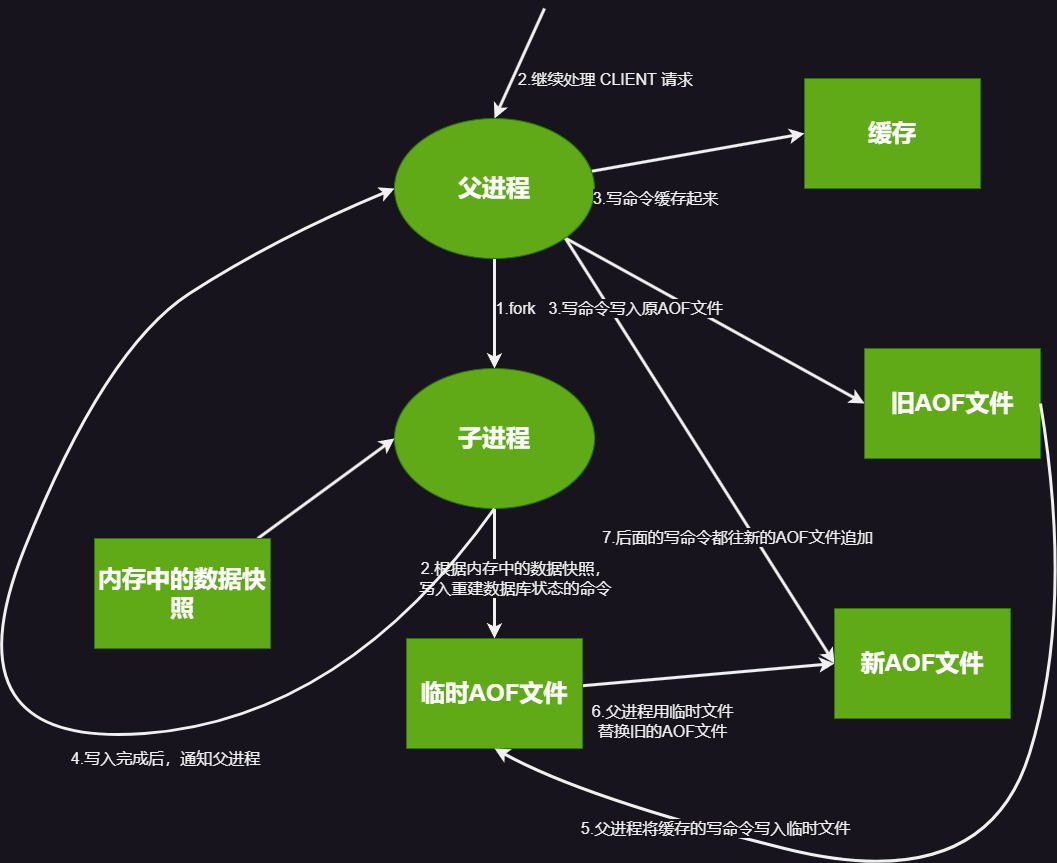 2.继续处理 CLIENT 请求
缓存
父进程
3.写命令缓存起来
1.fork
3.写命令写入原AOF文件
旧AOF文件
子进程
7.后面的写命令都往新的AOF文件追加
内存中的数据快
照
2.根据内存中的数据快照，
写入重建数据库状态的命令
新AOF文件
临时AOF文件
6.父进程用临时文件
替换旧的AOF文件
4.写入完成后，通知父进程
5.父进程将缓存的写命令写入临时文件